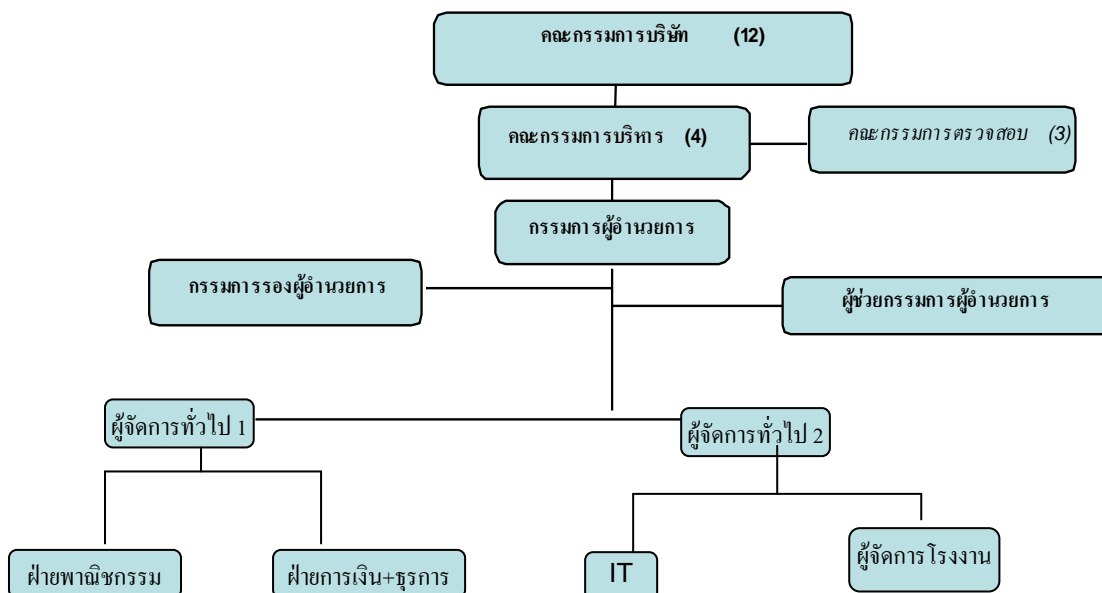 คณะกรรมการบริษัท (12)
คณะกรรมการบริหาร (4)
คณะกรรมการตรวจสอบ (3)
กรรมการผู้อำนวยการ
กรรมการรองผู้อำนวยการ
ผู้ช่วยกรรมการผู้อำนวยการ
ผู้จัดการทั่วไป 1
ผู้จัดการทั่วไป 2
ฝ่ายพาณิชกรรม
ฝ่ายการเงิน+ธุรการ
IT
ผู้จัดการโรงงาน